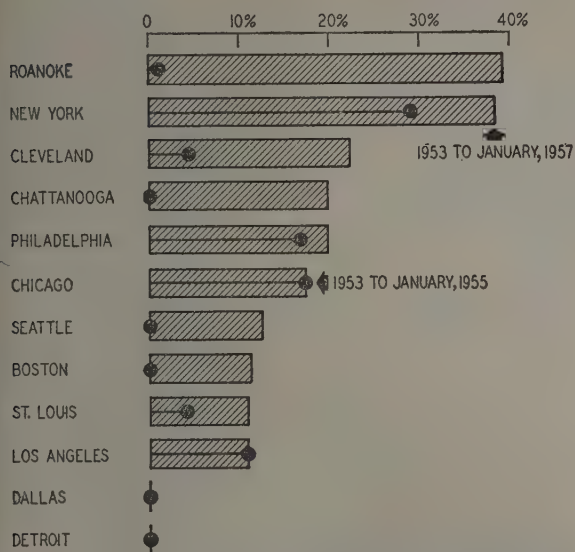 0 10% 20% 30% 40%
ROANOKE
NEW YORK
1953 TO JANUARY, 1957
CLEVELAND
CHATTANOOGA
PHILADELPHIA
CHICAGO 1953 TO JANUARY, 1955
SEATTLE
BOSTON
ST. LOUIS
LOS ANGELES
DALLAS
DETROIT